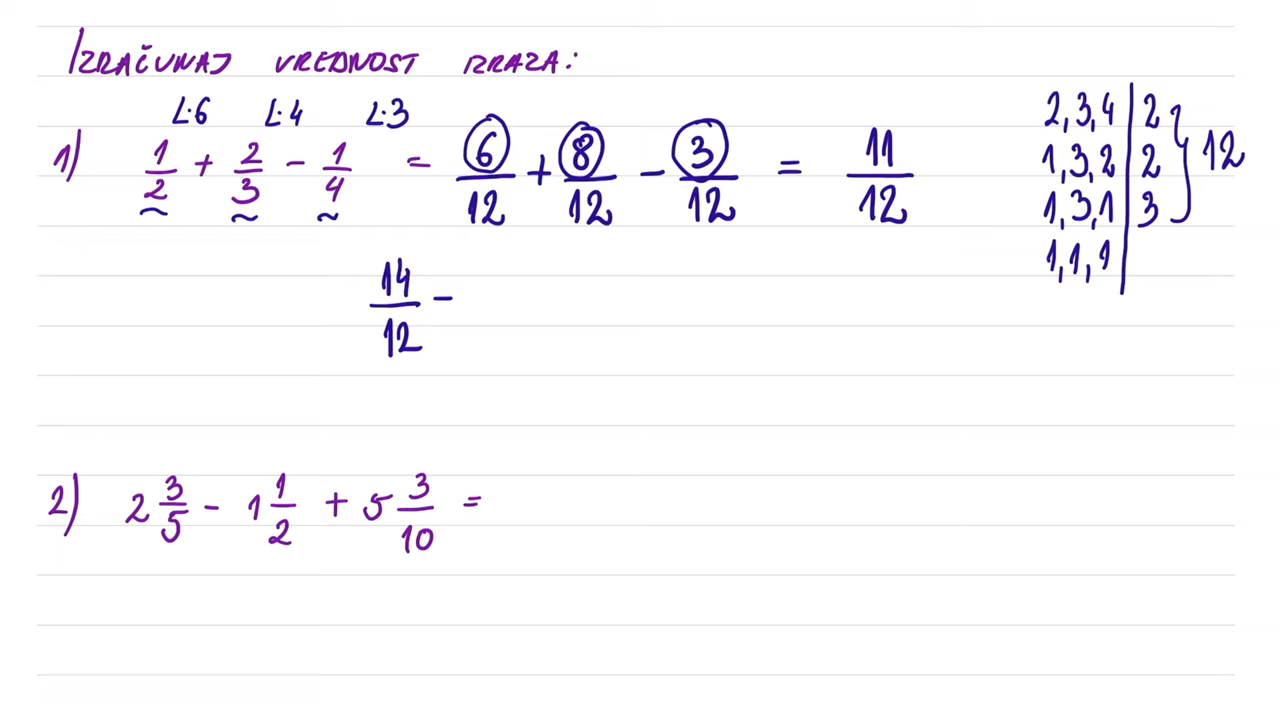 IZRAČUNAJ VREDNOST IZRAZA:
L·6 L·4 L·3
1) 1/2 + 2/3 - 1/4 = 6/12 + 8/12 - 3/12 = 11/12
14/12 -
2, 3, 4 | 2
1, 3, 2 | 2 } 12
1, 3, 1 | 3
1, 1, 1 |
2) 2 3/5 - 1 1/2 + 5 3/10 =